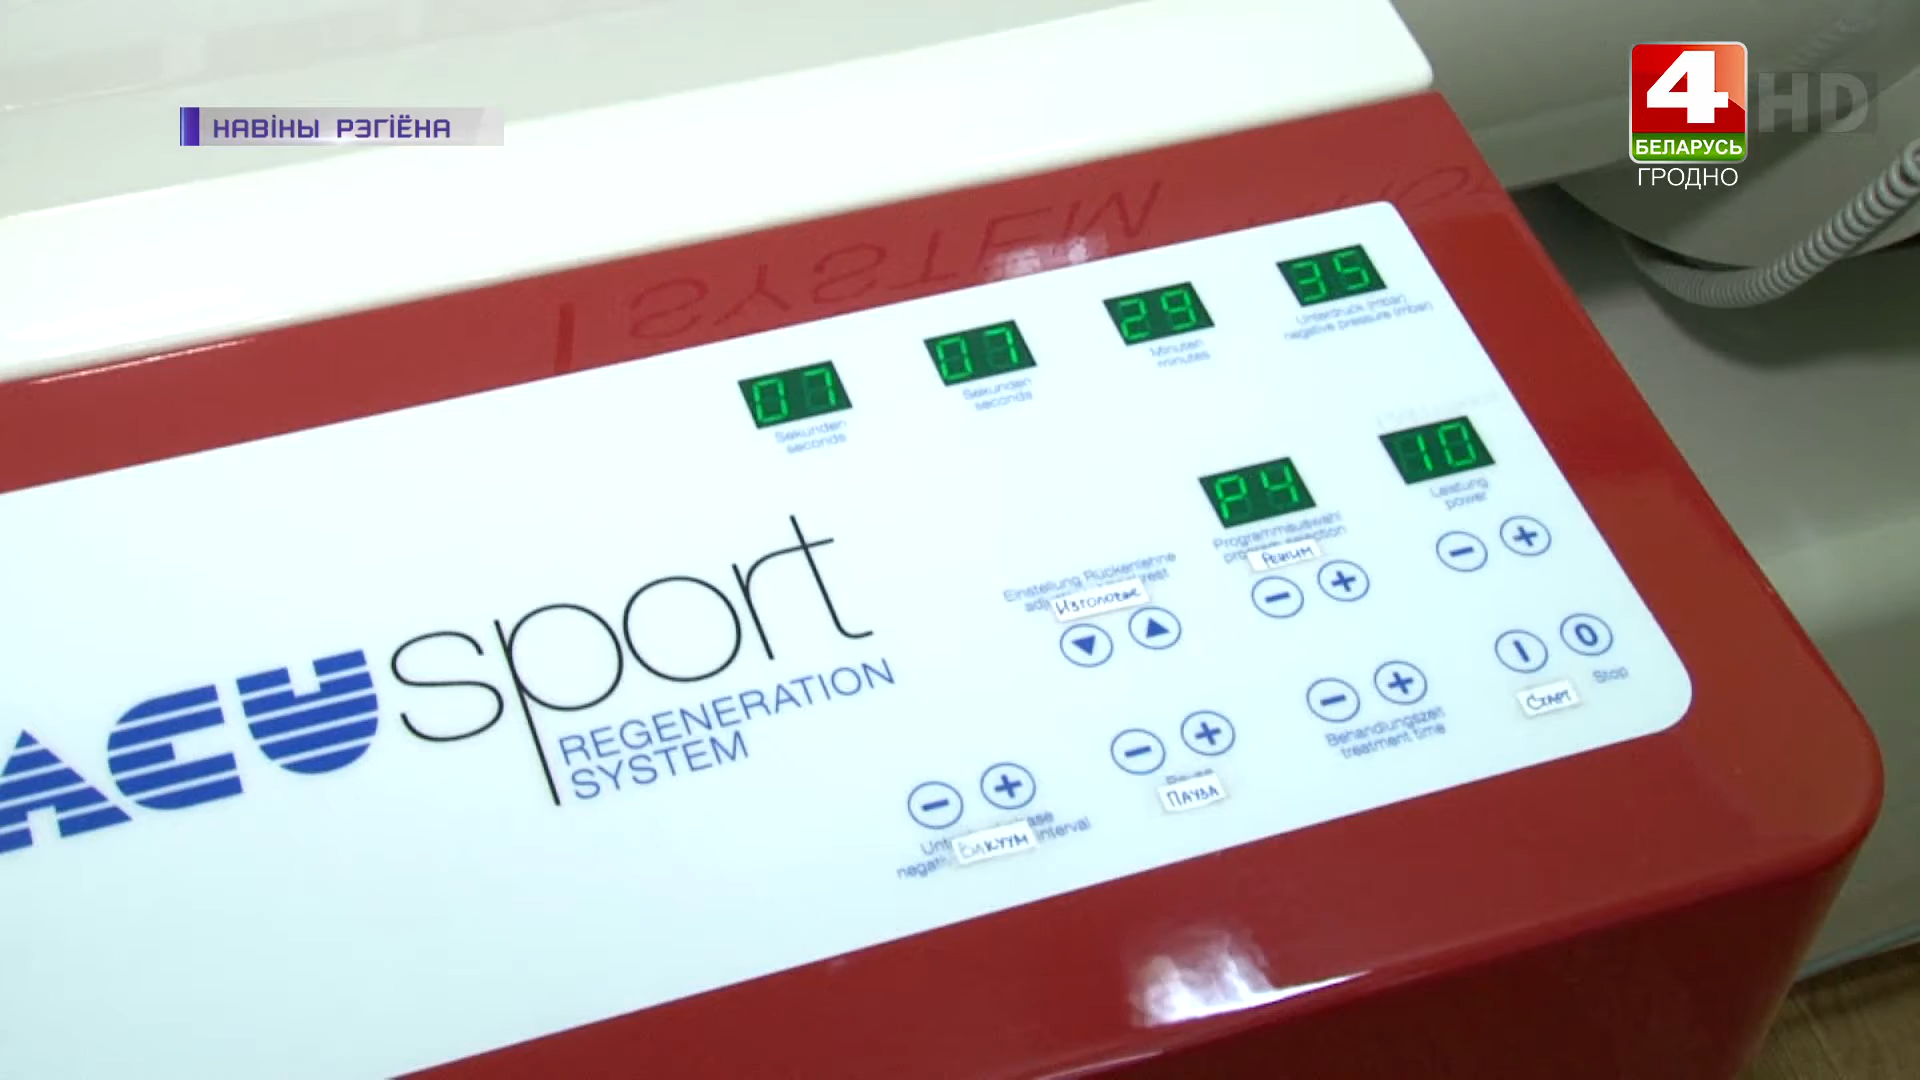 НАВІНЫ РЭГІЁНА
4 HD
БЕЛАРУСЬ
ГРОДНО
07
Sekunden
seconds
07
Sekunden
seconds
29
Minuten
minutes
35
Unterdruck (mbar)
negative pressure (mbar)
P4
Programmauswahl
Режим
10
Leistung
power
Einstellung Rückenlehne
Изголовье
ACUsport
REGENERATION
SYSTEM
ВАКУУМ
interval
ПАУЗА
Behandlungszeit
treatment time
I 0
Старт
Stop
SYSTEM